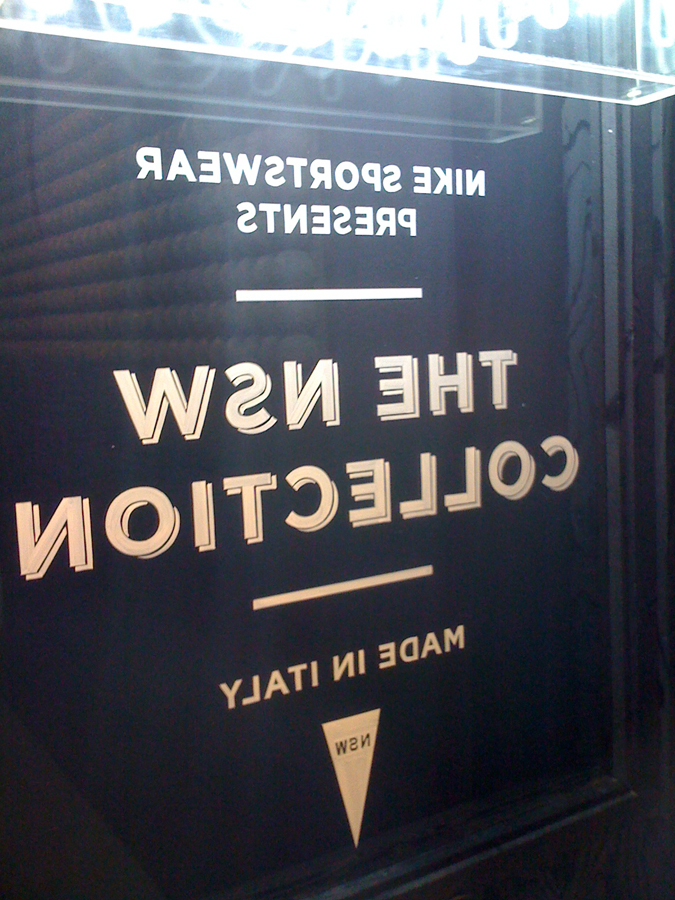 NIKE SPORTSWEAR
PRESENTS
THE NSW
COLLECTION
MADE IN ITALY
NSW